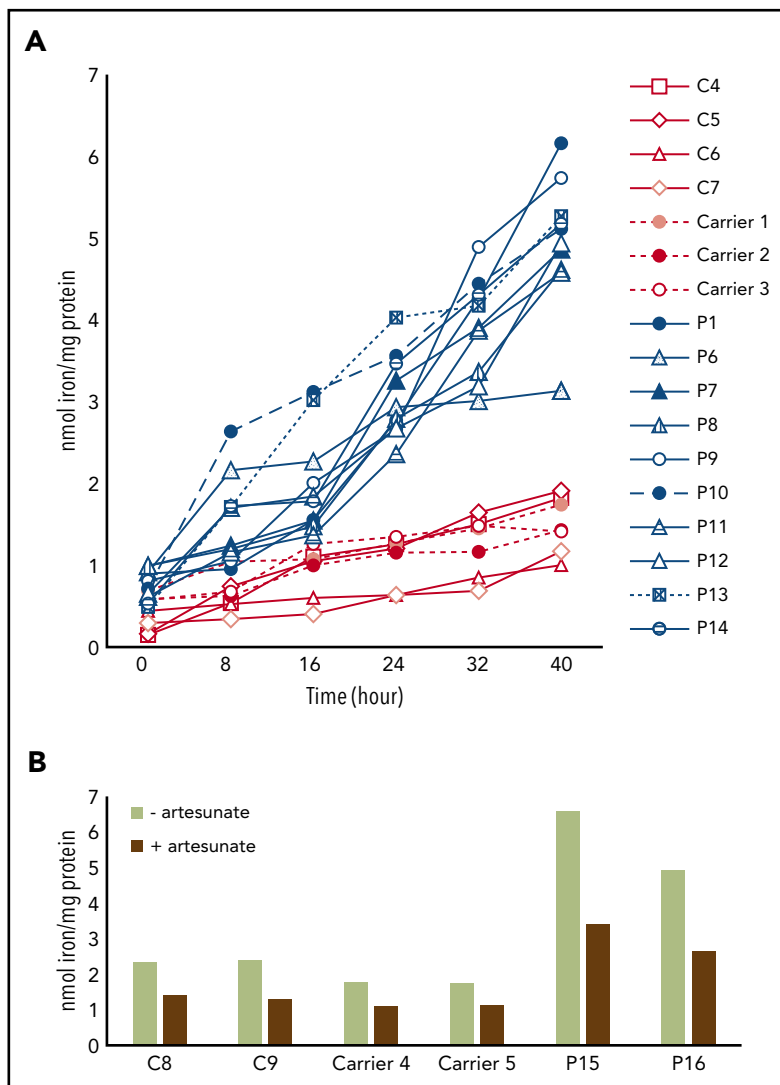 A
nmol iron/mg protein
7
6
5
4
3
2
1
0
0 8 16 24 32 40
Time (hour)
C4
C5
C6
C7
Carrier 1
Carrier 2
Carrier 3
P1
P6
P7
P8
P9
P10
P11
P12
P13
P14
B
nmol iron/mg protein
7
6
5
4
3
2
1
0
- artesunate
+ artesunate
C8 C9 Carrier 4 Carrier 5 P15 P16